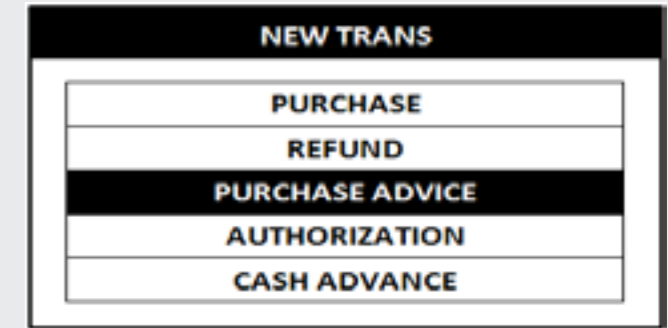 NEW TRANS
PURCHASE
REFUND
PURCHASE ADVICE
AUTHORIZATION
CASH ADVANCE